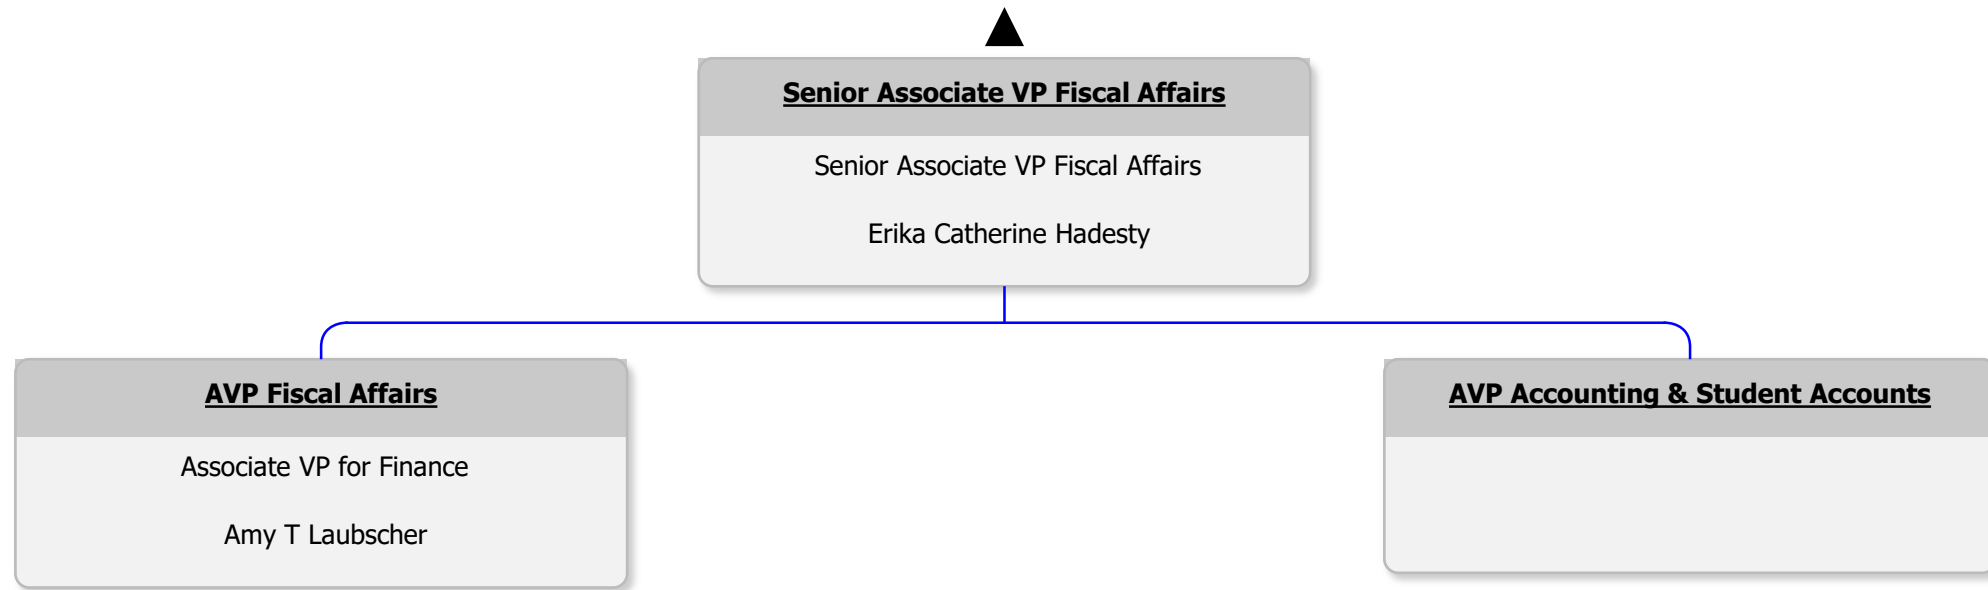 Senior Associate VP Fiscal Affairs
Senior Associate VP Fiscal Affairs
Erika Catherine Hadesty
AVP Fiscal Affairs
Associate VP for Finance
Amy T Laubscher
AVP Accounting & Student Accounts